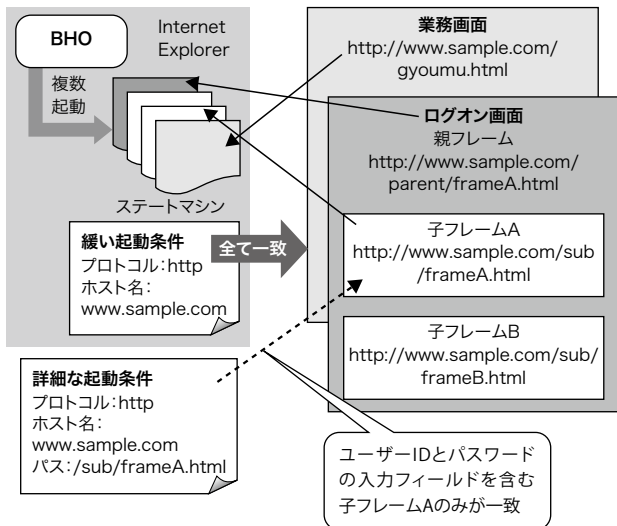 BHO
Internet
Explorer
複数
起動
ステートマシン
緩い起動条件
プロトコル：http
ホスト名：
www.sample.com
全て一致
業務画面
http://www.sample.com/
gyoumu.html
ログオン画面
親フレーム
http://www.sample.com/
parent/frameA.html
子フレームA
http://www.sample.com/sub
/frameA.html
子フレームB
http://www.sample.com/sub/
frameB.html
詳細な起動条件
プロトコル：http
ホスト名：
www.sample.com
パス：/sub/frameA.html
ユーザーIDとパスワード
の入力フィールドを含む
子フレームAのみが一致